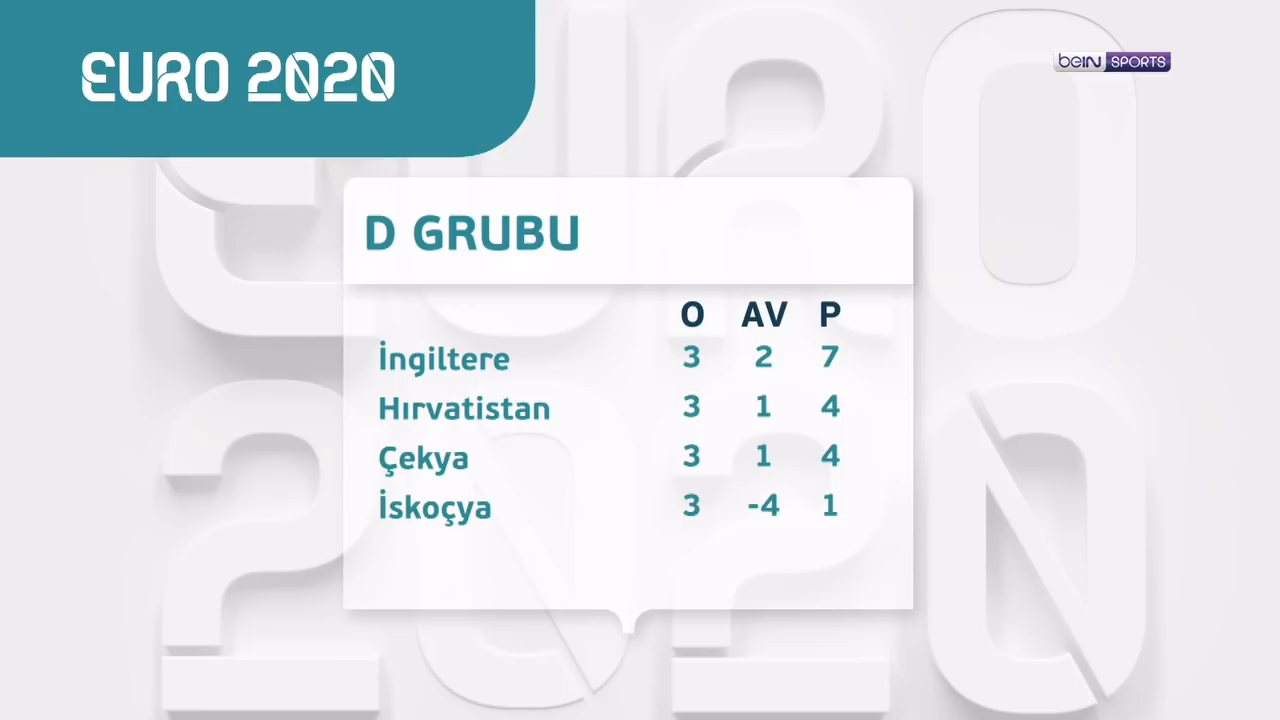 EURO 2020
beIN SPORTS
D GRUBU
O AV P
İngiltere 3 2 7
Hırvatistan 3 1 4
Çekya 3 1 4
İskoçya 3 -4 1